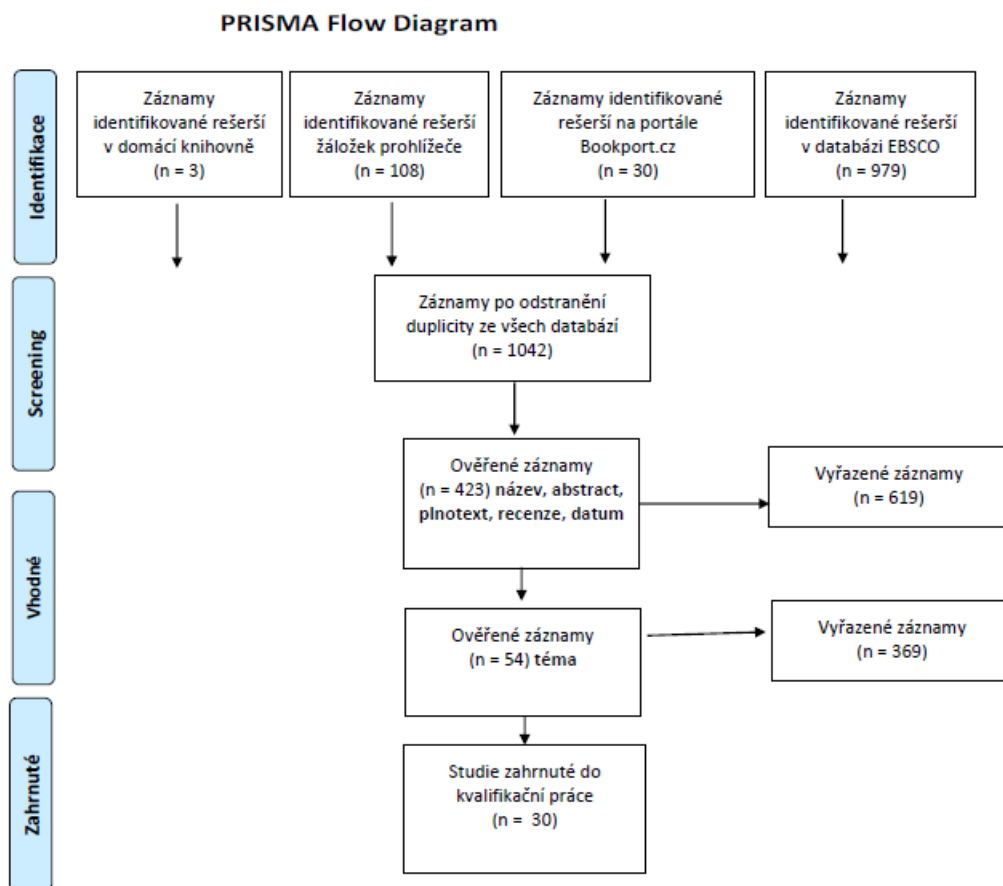 PRISMA Flow Diagram
Identifikace
Záznamy
identifikované rešerší
v domácí knihovně
(n = 3)
Záznamy
identifikované rešerší
žáložek prohlížeče
(n = 108)
Záznamy identifikované
rešerší na portále
Bookport.cz
(n = 30)
Záznamy
identifikované rešerší
v databázi EBSCO
(n = 979)
Screening
Záznamy po odstranění
duplicity ze všech databází
(n = 1042)
Ověřené záznamy
(n = 423) název, abstract,
plnotext, recenze, datum
Vyřazené záznamy
(n = 619)
Vhodné
Ověřené záznamy
(n = 54) téma
Vyřazené záznamy
(n = 369)
Zahrnuté
Studie zahrnuté do
kvalifikační práce
(n = 30)